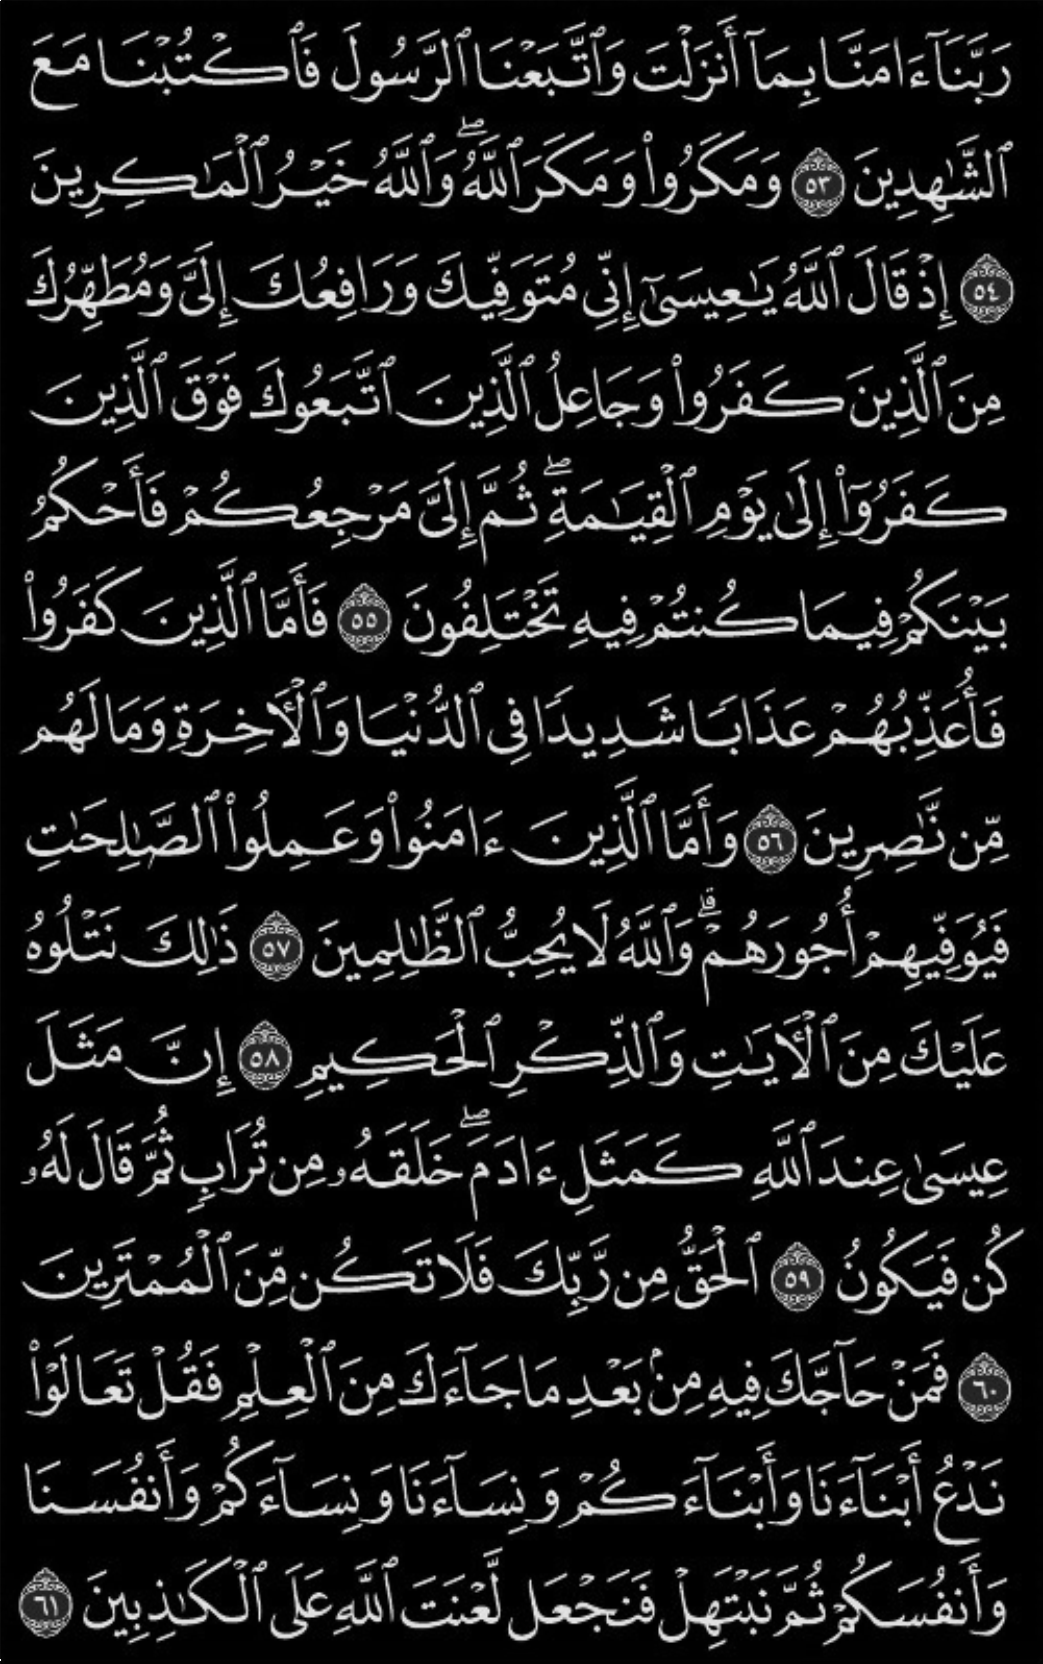 رَبَّنَآ ءَامَنَّا بِمَآ أَنزَلْتَ وَٱتَّبَعْنَا ٱلرَّسُولَ فَٱكْتُبْنَا مَعَ
ٱلشَّٰهِدِينَ ٥٣ وَمَكَرُوا۟ وَمَكَرَ ٱللَّهُ ۖ وَٱللَّهُ خَيْرُ ٱلْمَٰكِرِينَ
٥٤ إِذْ قَالَ ٱللَّهُ يَٰعِيسَىٰٓ إِنِّى مُتَوَفِّيكَ وَرَافِعُكَ إِلَىَّ وَمُطَهِّرُكَ
مِنَ ٱلَّذِينَ كَفَرُوا۟ وَجَاعِلُ ٱلَّذِينَ ٱتَّبَعُوكَ فَوْقَ ٱلَّذِينَ
كَفَرُوٓا۟ إِلَىٰ يَوْمِ ٱلْقِيَٰمَةِ ۖ ثُمَّ إِلَىَّ مَرْجِعُكُمْ فَأَحْكُمُ
بَيْنَكُمْ فِيمَا كُنتُمْ فِيهِ تَخْتَلِفُونَ ٥٥ فَأَمَّا ٱلَّذِينَ كَفَرُوا۟
فَأُعَذِّبُهُمْ عَذَابًا شَدِيدًا فِى ٱلدُّنْيَا وَٱلْءَاخِرَةِ وَمَا لَهُم
مِّن نَّٰصِرِينَ ٥٦ وَأَمَّا ٱلَّذِينَ ءَامَنُوا۟ وَعَمِلُوا۟ ٱلصَّٰلِحَٰتِ
فَيُوَفِّيهِمْ أُجُورَهُمْ ۗ وَٱللَّهُ لَا يُحِبُّ ٱلظَّٰلِمِينَ ٥٧ ذَٰلِكَ نَتْلُوهُ
عَلَيْكَ مِنَ ٱلْءَايَٰتِ وَٱلذِّكْرِ ٱلْحَكِيمِ ٥٨ إِنَّ مَثَلَ
عِيسَىٰ عِندَ ٱللَّهِ كَمَثَلِ ءَادَمَ ۖ خَلَقَهُۥ مِن تُرَابٍ ثُمَّ قَالَ لَهُۥ
كُن فَيَكُونُ ٥٩ ٱلْحَقُّ مِن رَّبِّكَ فَلَا تَكُن مِّنَ ٱلْمُمْتَرِينَ
٦٠ فَمَنْ حَآجَّكَ فِيهِ مِنۢ بَعْدِ مَا جَآءَكَ مِنَ ٱلْعِلْمِ فَقُلْ تَعَالَوْا۟
نَدْعُ أَبْنَآءَنَا وَأَبْنَآءَكُمْ وَنِسَآءَنَا وَنِسَآءَكُمْ وَأَنفُسَنَا
وَأَنفُسَكُمْ ثُمَّ نَبْتَهِلْ فَنَجْعَل لَّعْنَتَ ٱللَّهِ عَلَى ٱلْكَٰذِبِينَ ٦١